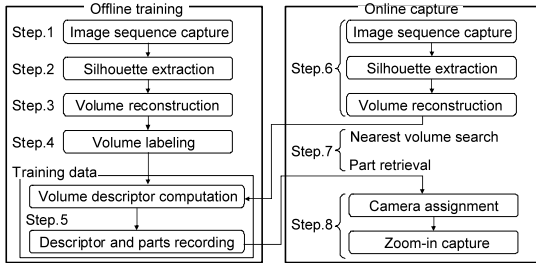 Offline training
Step.1 Image sequence capture
Step.2 Silhouette extraction
Step.3 Volume reconstruction
Step.4 Volume labeling
Training data
Volume descriptor computation
Step.5
Descriptor and parts recording
Online capture
Image sequence capture
Step.6 Silhouette extraction
Volume reconstruction
Nearest volume search
Step.7
Part retrieval
Camera assignment
Step.8
Zoom-in capture